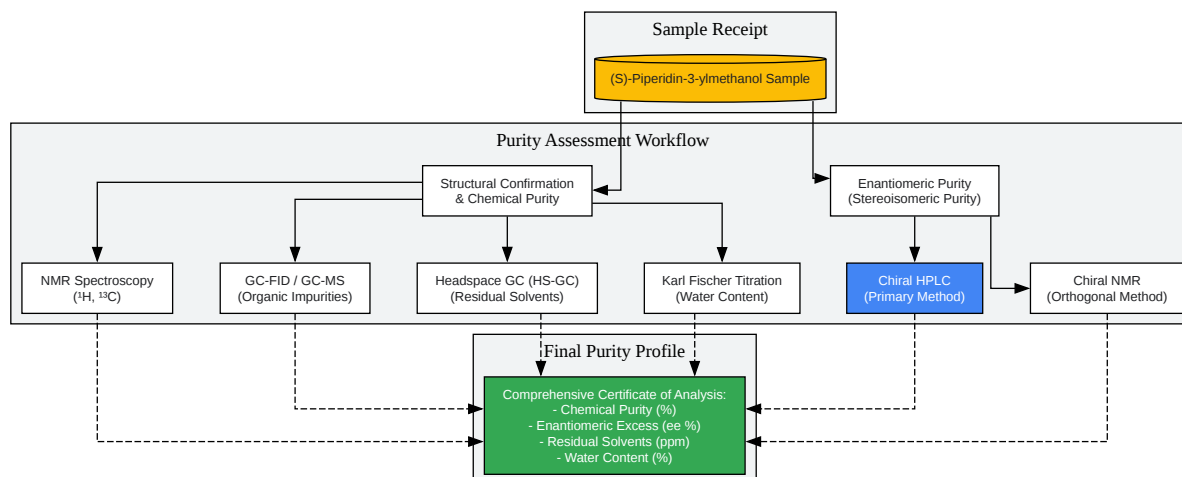 Sample Receipt
(S)-Piperidin-3-ylmethanol Sample
Purity Assessment Workflow
Structural Confirmation
& Chemical Purity
Enantiomeric Purity
(Stereoisomeric Purity)
NMR Spectroscopy
(¹H, ¹³C)
GC-FID / GC-MS
(Organic Impurities)
Headspace GC (HS-GC)
(Residual Solvents)
Karl Fischer Titration
(Water Content)
Chiral HPLC
(Primary Method)
Chiral NMR
(Orthogonal Method)
Final Purity Profile
Comprehensive Certificate of Analysis:
- Chemical Purity (%)
- Enantiomeric Excess (ee %)
- Residual Solvents (ppm)
- Water Content (%)